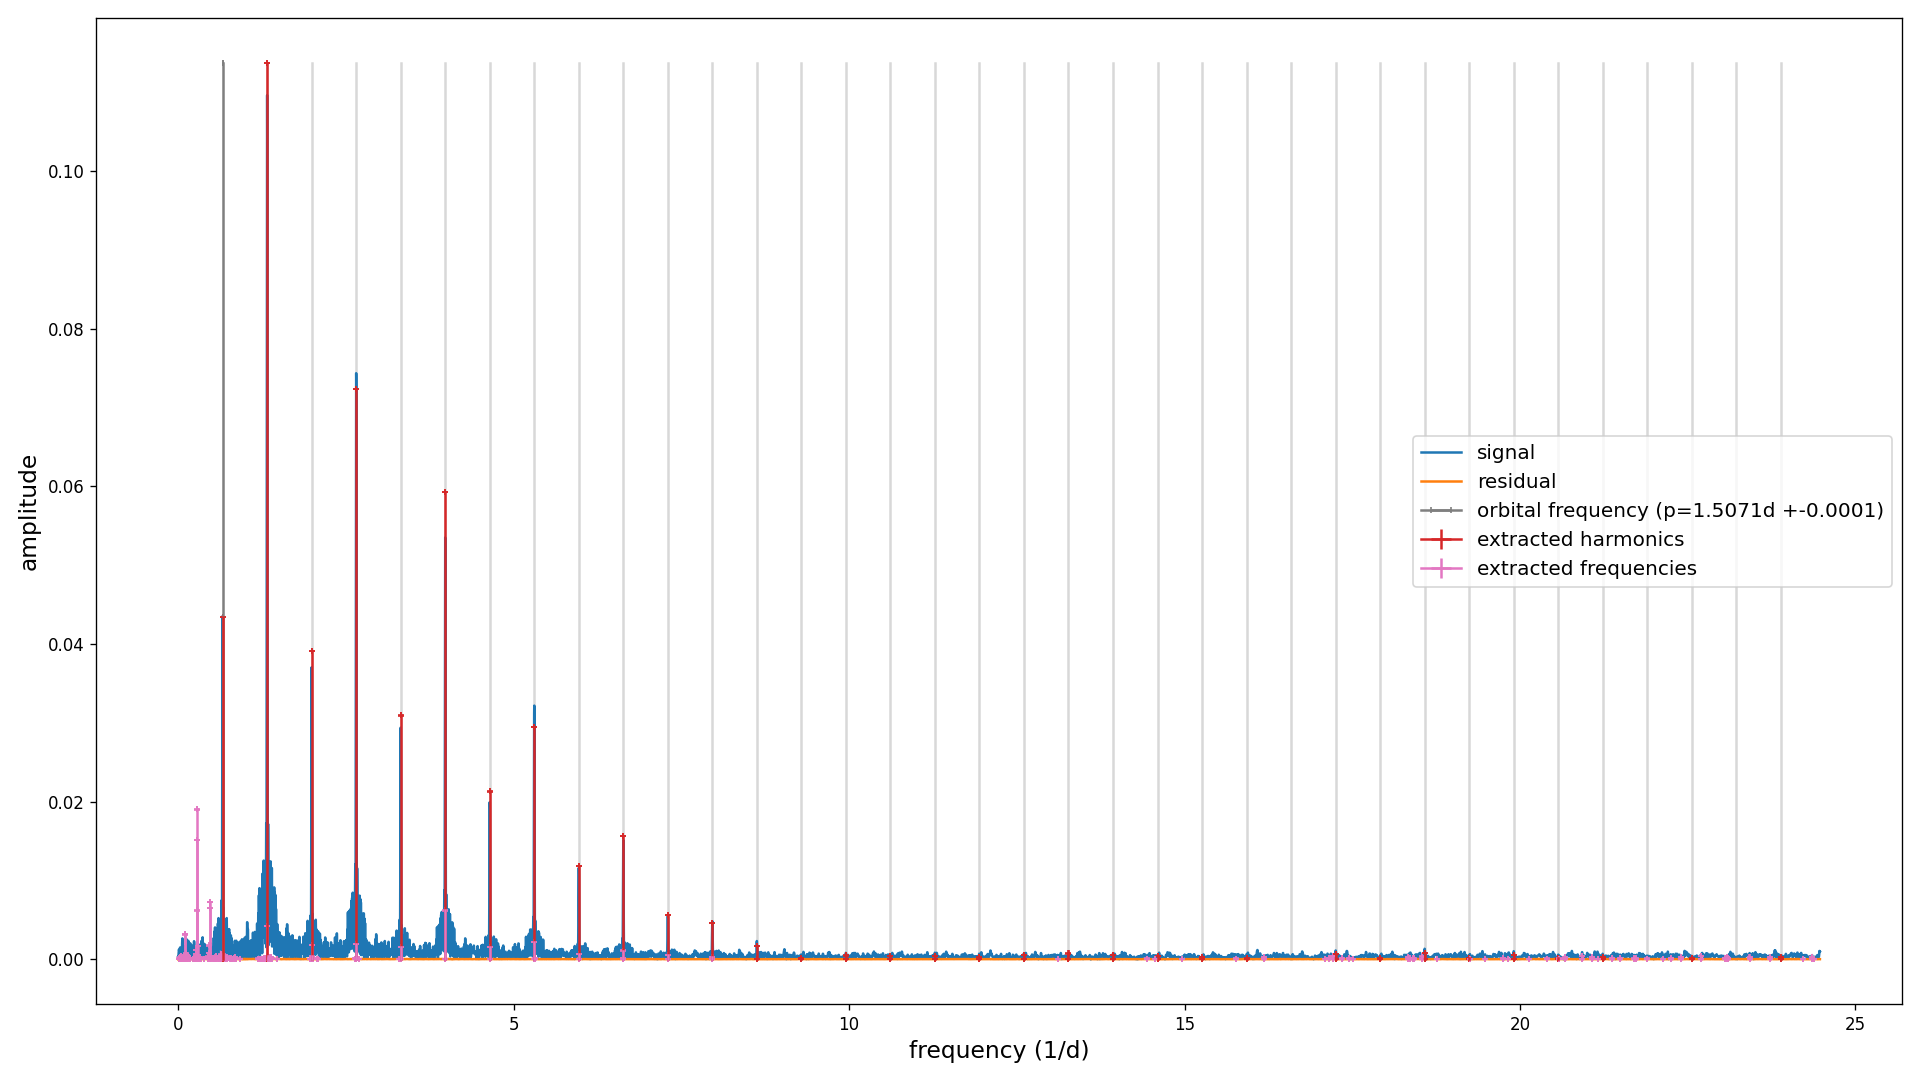 0.10
0.08
0.06
0.04
0.02
0.00
amplitude
signal
residual
orbital frequency (p=1.5071d +-0.0001)
extracted harmonics
extracted frequencies
0 5 10 15 20 25
frequency (1/d)